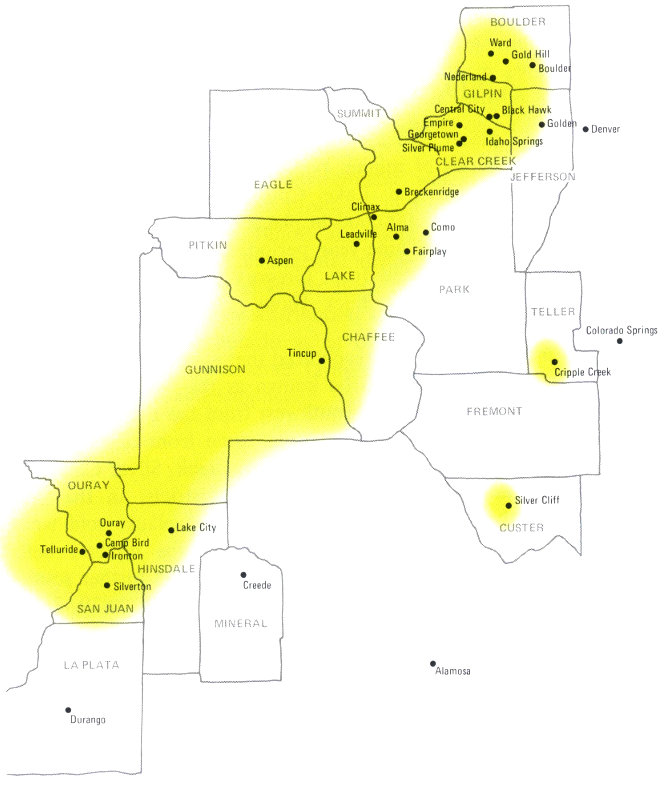 BOULDER
Ward
Gold Hill
Boulder
Nederland
GILPIN
Central City
Black Hawk
SUMMIT
Empire
Golden
Denver
Georgetown
Idaho Springs
Silver Plume
CLEAR CREEK
JEFFERSON
EAGLE
Breckenridge
Climax
Alma
Como
Leadville
PITKIN
Fairplay
Aspen
LAKE
PARK
TELLER
Colorado Springs
CHAFFEE
Tincup
GUNNISON
Cripple Creek
FREMONT
OURAY
Silver Cliff
Ouray
Lake City
CUSTER
Camp Bird
Telluride
Ironton
HINSDALE
Silverton
Creede
SAN JUAN
MINERAL
LA PLATA
Alamosa
Durango